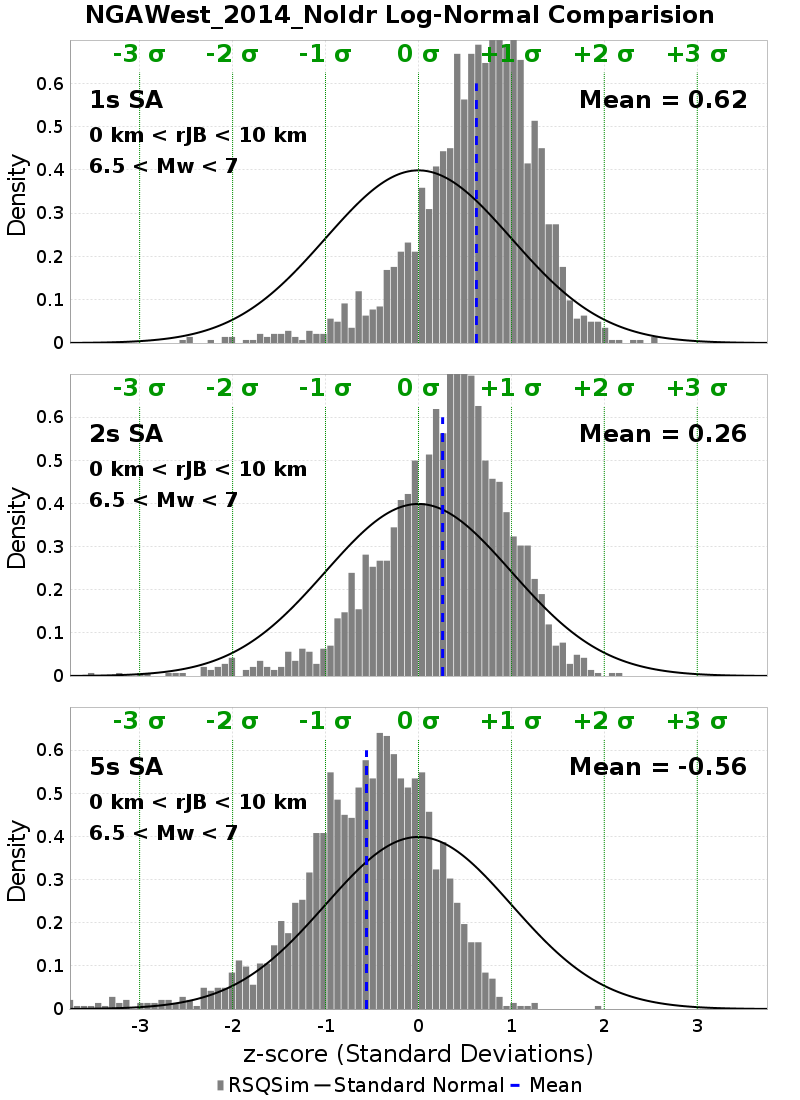 NGAWest_2014_NoIdr Log-Normal Comparision
-3 σ -2 σ -1 σ 0 σ +1 σ +2 σ +3 σ
1s SA
Mean = 0.62
0 km < rJB < 10 km
6.5 < Mw < 7
Density
0.6
0.5
0.4
0.3
0.2
0.1
0
-3 σ -2 σ -1 σ 0 σ +1 σ +2 σ +3 σ
2s SA
Mean = 0.26
0 km < rJB < 10 km
6.5 < Mw < 7
Density
0.6
0.5
0.4
0.3
0.2
0.1
0
-3 σ -2 σ -1 σ 0 σ +1 σ +2 σ +3 σ
5s SA
Mean = -0.56
0 km < rJB < 10 km
6.5 < Mw < 7
Density
0.6
0.5
0.4
0.3
0.2
0.1
0
-3 -2 -1 0 1 2 3
z-score (Standard Deviations)
RSQSim Standard Normal Mean